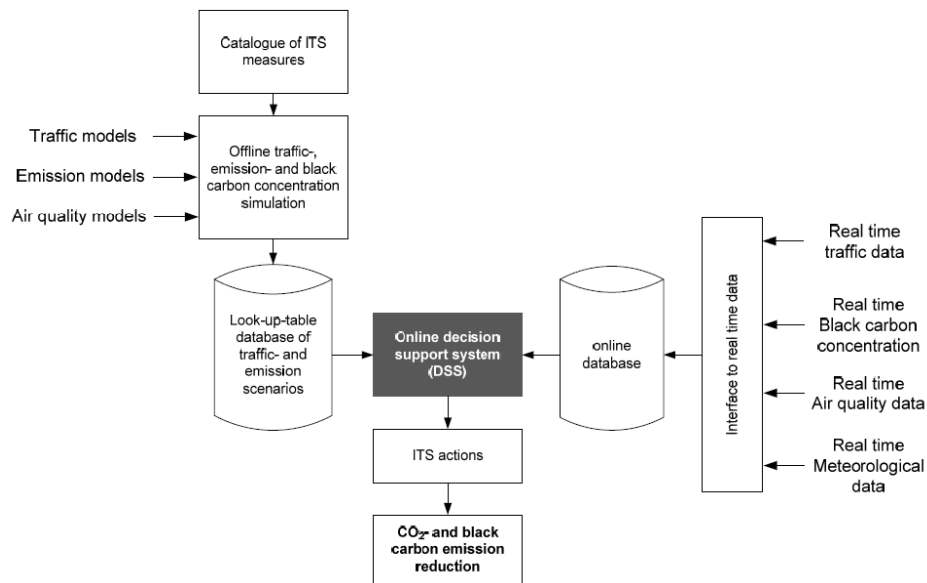 Catalogue of ITS
measures
Traffic models
Emission models
Air quality models
Offline traffic-,
emission- and black
carbon concentration
simulation
Look-up-table
database of
traffic- and
emission
scenarios
Online decision
support system
(DSS)
online
database
Interface to real time data
Real time
traffic data
Real time
Black carbon
concentration
Real time
Air quality data
Real time
Meteorological
data
ITS actions
CO₂- and black
carbon emission
reduction